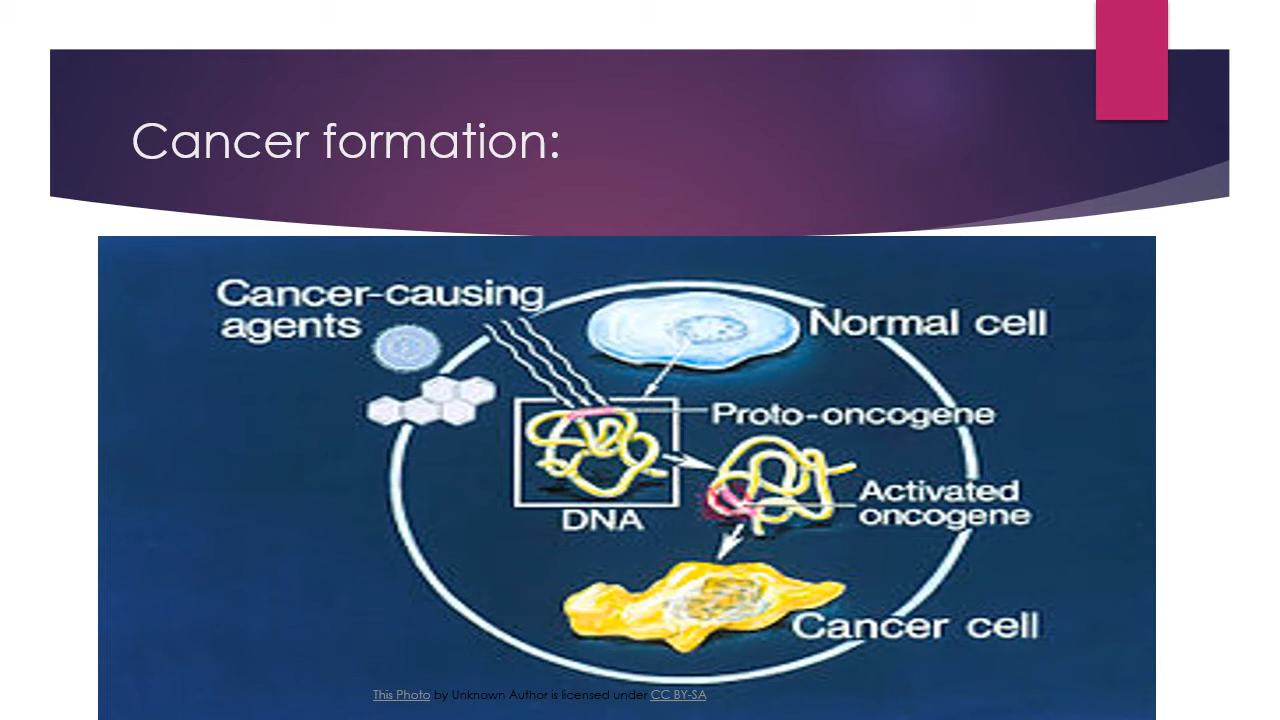 Cancer formation:
Cancer-causing
agents
Normal cell
Proto-oncogene
Activated
oncogene
DNA
Cancer cell
This Photo by Unknown Author is licensed under CC BY-SA